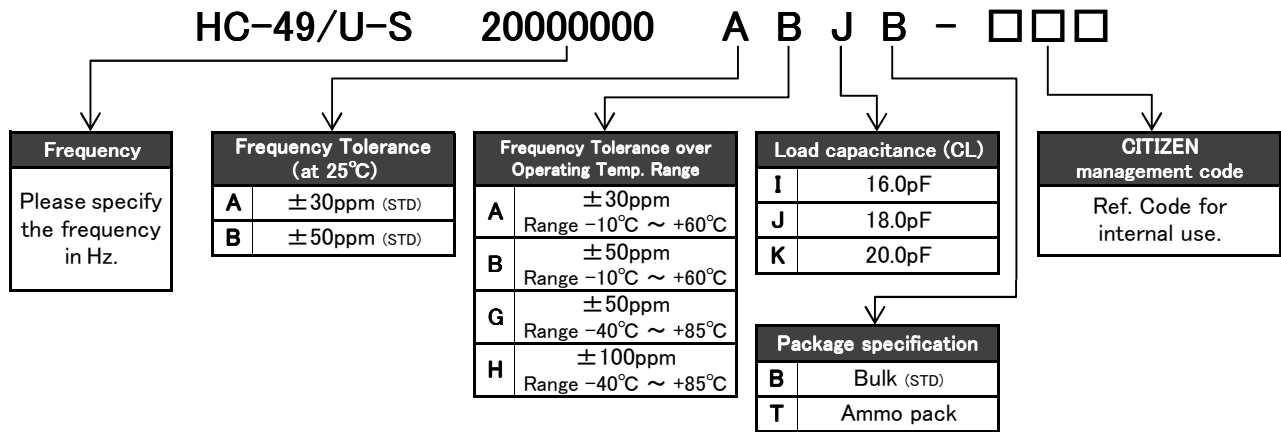 HC-49/U-S 20000000 A B J B - □□□
Frequency
Please specify
the frequency
in Hz.
Frequency Tolerance
(at 25℃)
A ±30ppm (STD)
B ±50ppm (STD)
Frequency Tolerance over
Operating Temp. Range
A ±30ppm
Range -10℃ ～ +60℃
B ±50ppm
Range -10℃ ～ +60℃
G ±50ppm
Range -40℃ ～ +85℃
H ±100ppm
Range -40℃ ～ +85℃
Load capacitance (CL)
I 16.0pF
J 18.0pF
K 20.0pF
Package specification
B Bulk (STD)
T Ammo pack
CITIZEN
management code
Ref. Code for
internal use.